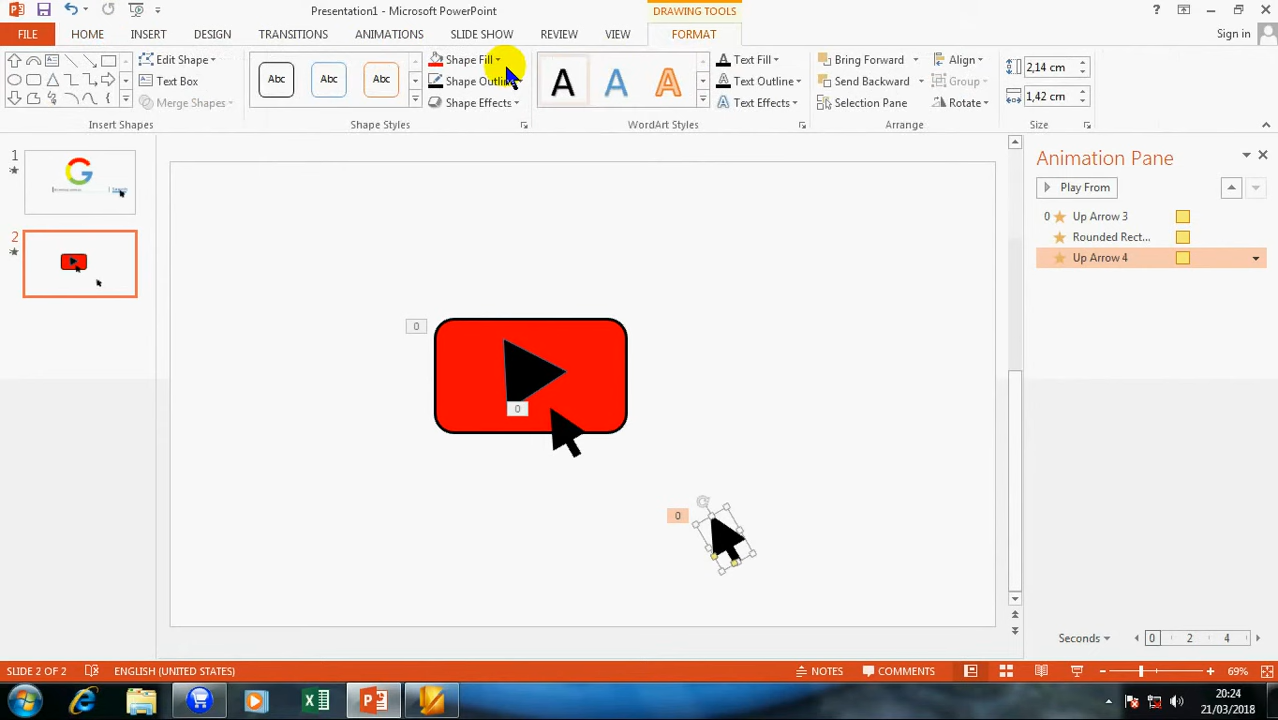 Presentation1 - Microsoft PowerPoint
DRAWING TOOLS
?
FILE
HOME
INSERT
DESIGN
TRANSITIONS
ANIMATIONS
SLIDE SHOW
REVIEW
VIEW
FORMAT
Sign in
Edit Shape
Text Box
Merge Shapes
Insert Shapes
Abc
Abc
Abc
Shape Fill
Shape Outline
Shape Effects
Shape Styles
A
A
A
Text Fill
Text Outline
Text Effects
WordArt Styles
Bring Forward
Send Backward
Selection Pane
Align
Group
Rotate
Arrange
2,14 cm
1,42 cm
Size
1
2
0
0
0
Animation Pane
Play From
0 Up Arrow 3
Rounded Rect...
Up Arrow 4
Seconds
0 2 4
SLIDE 2 OF 2
ENGLISH (UNITED STATES)
NOTES
COMMENTS
69%
20:24
21/03/2018